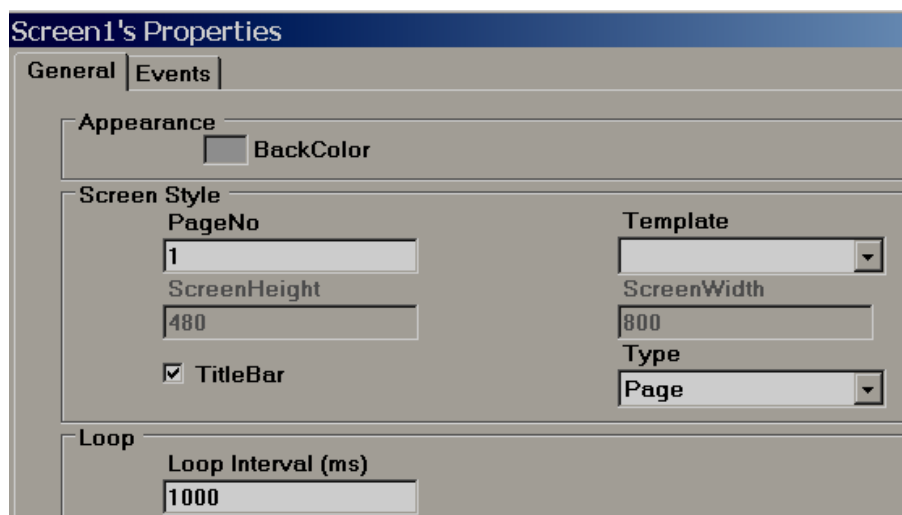 Screen1's Properties
General Events
Appearance
BackColor
Screen Style
PageNo Template
1
ScreenHeight ScreenWidth
480 800
TitleBar Type
Page
Loop
Loop Interval (ms)
1000